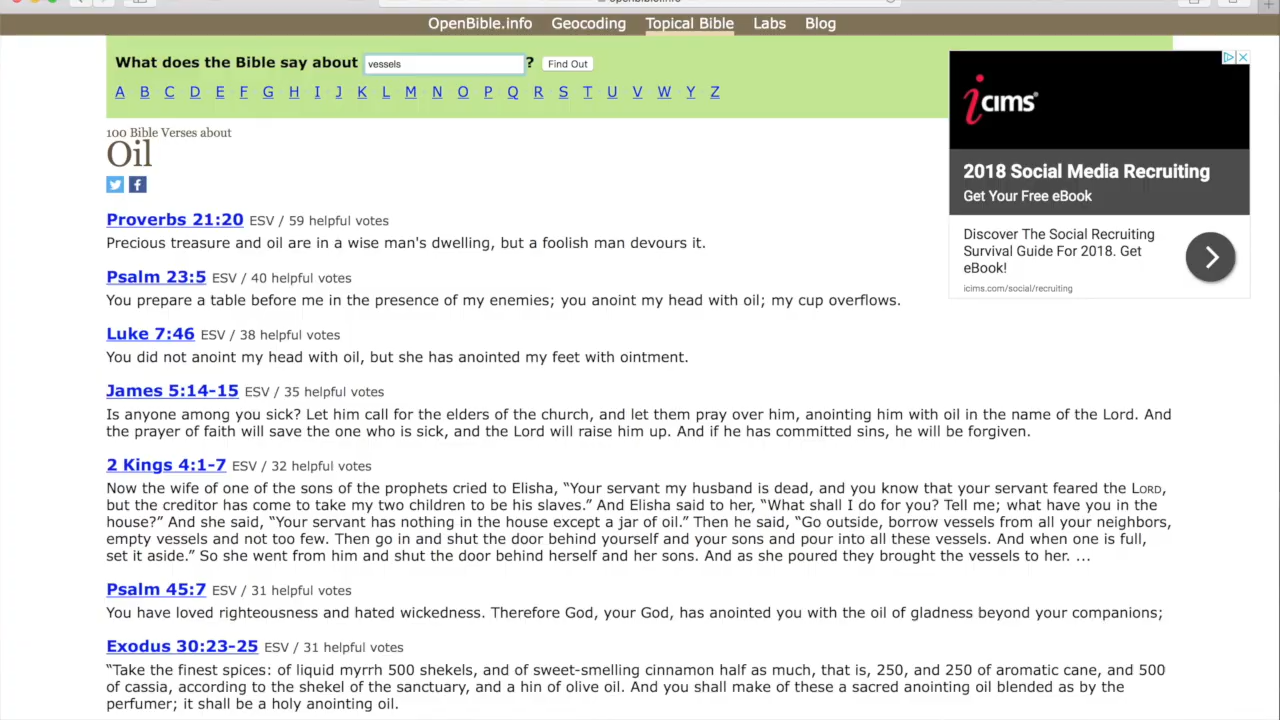 OpenBible.info Geocoding Topical Bible Labs Blog
What does the Bible say about vessels ? Find Out
A B C D E F G H I J K L M N O P Q R S T U V W Y Z
100 Bible Verses about
Oil
Proverbs 21:20 ESV / 59 helpful votes
Precious treasure and oil are in a wise man's dwelling, but a foolish man devours it.
Psalm 23:5 ESV / 40 helpful votes
You prepare a table before me in the presence of my enemies; you anoint my head with oil; my cup overflows.
Luke 7:46 ESV / 38 helpful votes
You did not anoint my head with oil, but she has anointed my feet with ointment.
James 5:14-15 ESV / 35 helpful votes
Is anyone among you sick? Let him call for the elders of the church, and let them pray over him, anointing him with oil in the name of the Lord. And
the prayer of faith will save the one who is sick, and the Lord will raise him up. And if he has committed sins, he will be forgiven.
2 Kings 4:1-7 ESV / 32 helpful votes
Now the wife of one of the sons of the prophets cried to Elisha, “Your servant my husband is dead, and you know that your servant feared the LORD,
but the creditor has come to take my two children to be his slaves.” And Elisha said to her, “What shall I do for you? Tell me; what have you in the
house?” And she said, “Your servant has nothing in the house except a jar of oil.” Then he said, “Go outside, borrow vessels from all your neighbors,
empty vessels and not too few. Then go in and shut the door behind yourself and your sons and pour into all these vessels. And when one is full,
set it aside.” So she went from him and shut the door behind herself and her sons. And as she poured they brought the vessels to her. ...
Psalm 45:7 ESV / 31 helpful votes
You have loved righteousness and hated wickedness. Therefore God, your God, has anointed you with the oil of gladness beyond your companions;
Exodus 30:23-25 ESV / 31 helpful votes
“Take the finest spices: of liquid myrrh 500 shekels, and of sweet-smelling cinnamon half as much, that is, 250, and 250 of aromatic cane, and 500
of cassia, according to the shekel of the sanctuary, and a hin of olive oil. And you shall make of these a sacred anointing oil blended as by the
perfumer; it shall be a holy anointing oil.
icims®
2018 Social Media Recruiting
Get Your Free eBook
Discover The Social Recruiting
Survival Guide For 2018. Get
eBook!
icims.com/social/recruiting